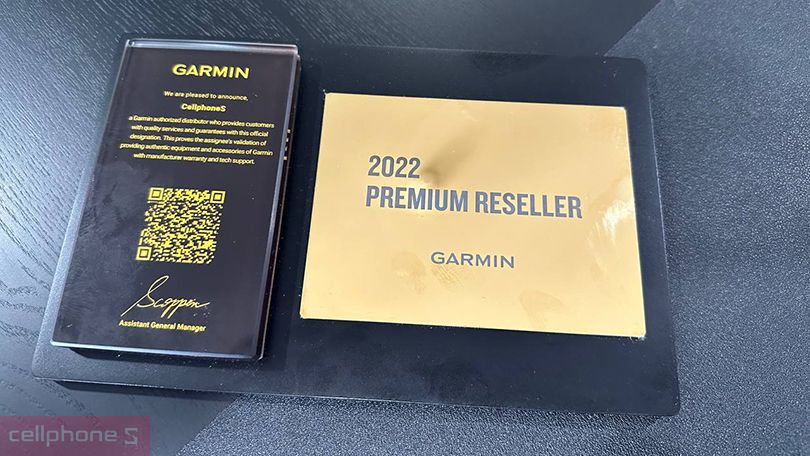 GARMIN
We are pleased to announce,
CellphoneS
a Garmin authorized distributor who provides customers
with quality services and guarantees with this official
designation. This proves the assignee's validation of
providing authentic equipment and accessories of Garmin
with manufacturer warranty and tech support.
Scoppen
Assistant General Manager
2022
PREMIUM RESELLER
GARMIN
cellphone S